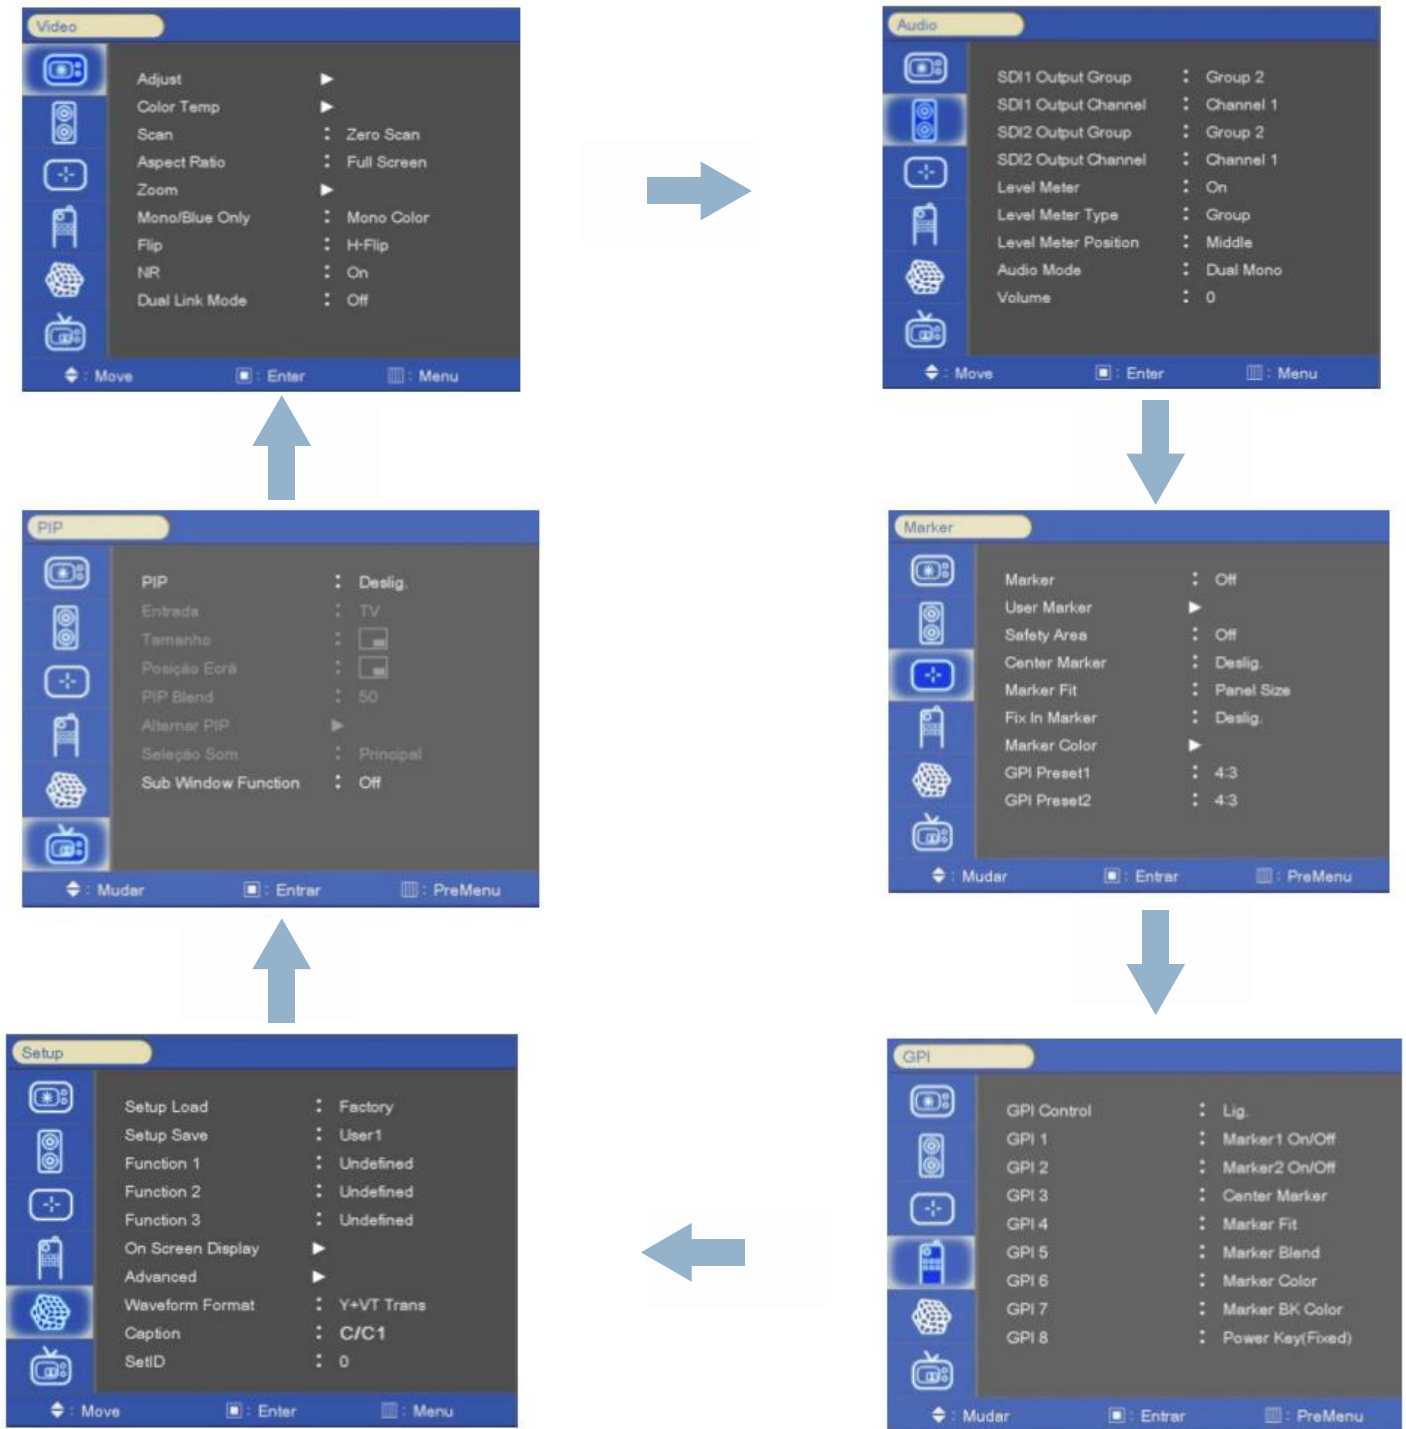 Video
Adjust
Color Temp
Scan : Zero Scan
Aspect Ratio : Full Screen
Zoom
Mono/Blue Only : Mono Color
Flip : H-Flip
NR : On
Dual Link Mode : Off
: Move : Enter : Menu
Audio
SDI1 Output Group : Group 2
SDI1 Output Channel : Channel 1
SDI2 Output Group : Group 2
SDI2 Output Channel : Channel 1
Level Meter : On
Level Meter Type : Group
Level Meter Position : Middle
Audio Mode : Dual Mono
Volume : 0
: Move : Enter : Menu
PIP
PIP : Deslig.
Entrada : TV
Tamanho :
Posição Ecrã :
PIP Blend : 50
Alternar PIP
Seleção Som : Principal
Sub Window Function : Off
: Mudar : Entrar : PreMenu
Marker
Marker : Off
User Marker
Safety Area : Off
Center Marker : Deslig.
Marker Fit : Panel Size
Fix In Marker : Deslig.
Marker Color
GPI Preset1 : 4:3
GPI Preset2 : 4:3
: Mudar : Entrar : PreMenu
Setup
Setup Load : Factory
Setup Save : User1
Function 1 : Undefined
Function 2 : Undefined
Function 3 : Undefined
On Screen Display
Advanced
Waveform Format : Y+VT Trans
Caption : C/C1
SetID : 0
: Move : Enter : Menu
GPI
GPI Control : Lig.
GPI 1 : Marker1 On/Off
GPI 2 : Marker2 On/Off
GPI 3 : Center Marker
GPI 4 : Marker Fit
GPI 5 : Marker Blend
GPI 6 : Marker Color
GPI 7 : Marker BK Color
GPI 8 : Power Key(Fixed)
: Mudar : Entrar : PreMenu